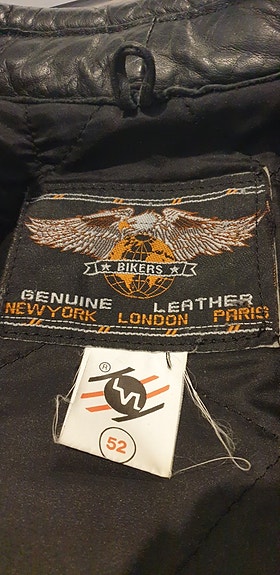 ★ BIKERS ★
GENUINE LEATHER
NEWYORK LONDON PARIS
®
52